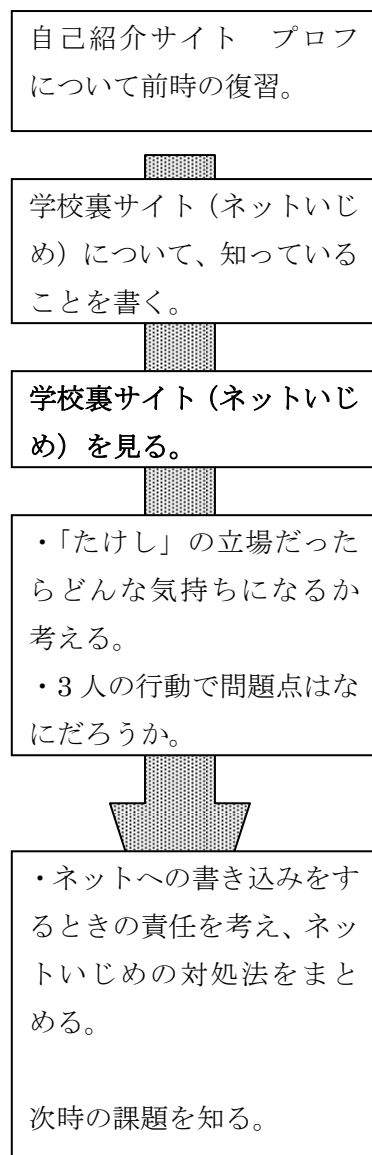 自己紹介サイト　プロフ
について前時の復習。
学校裏サイト（ネットいじ
め）について、知っている
ことを書く。
学校裏サイト（ネットいじ
め）を見る。
・「たけし」の立場だった
らどんな気持ちになるか
考える。
・3 人の行動で問題点はな
にだろうか。
・ネットへの書き込みをす
るときの責任を考え、ネッ
トいじめの対処法をまと
める。
次時の課題を知る。